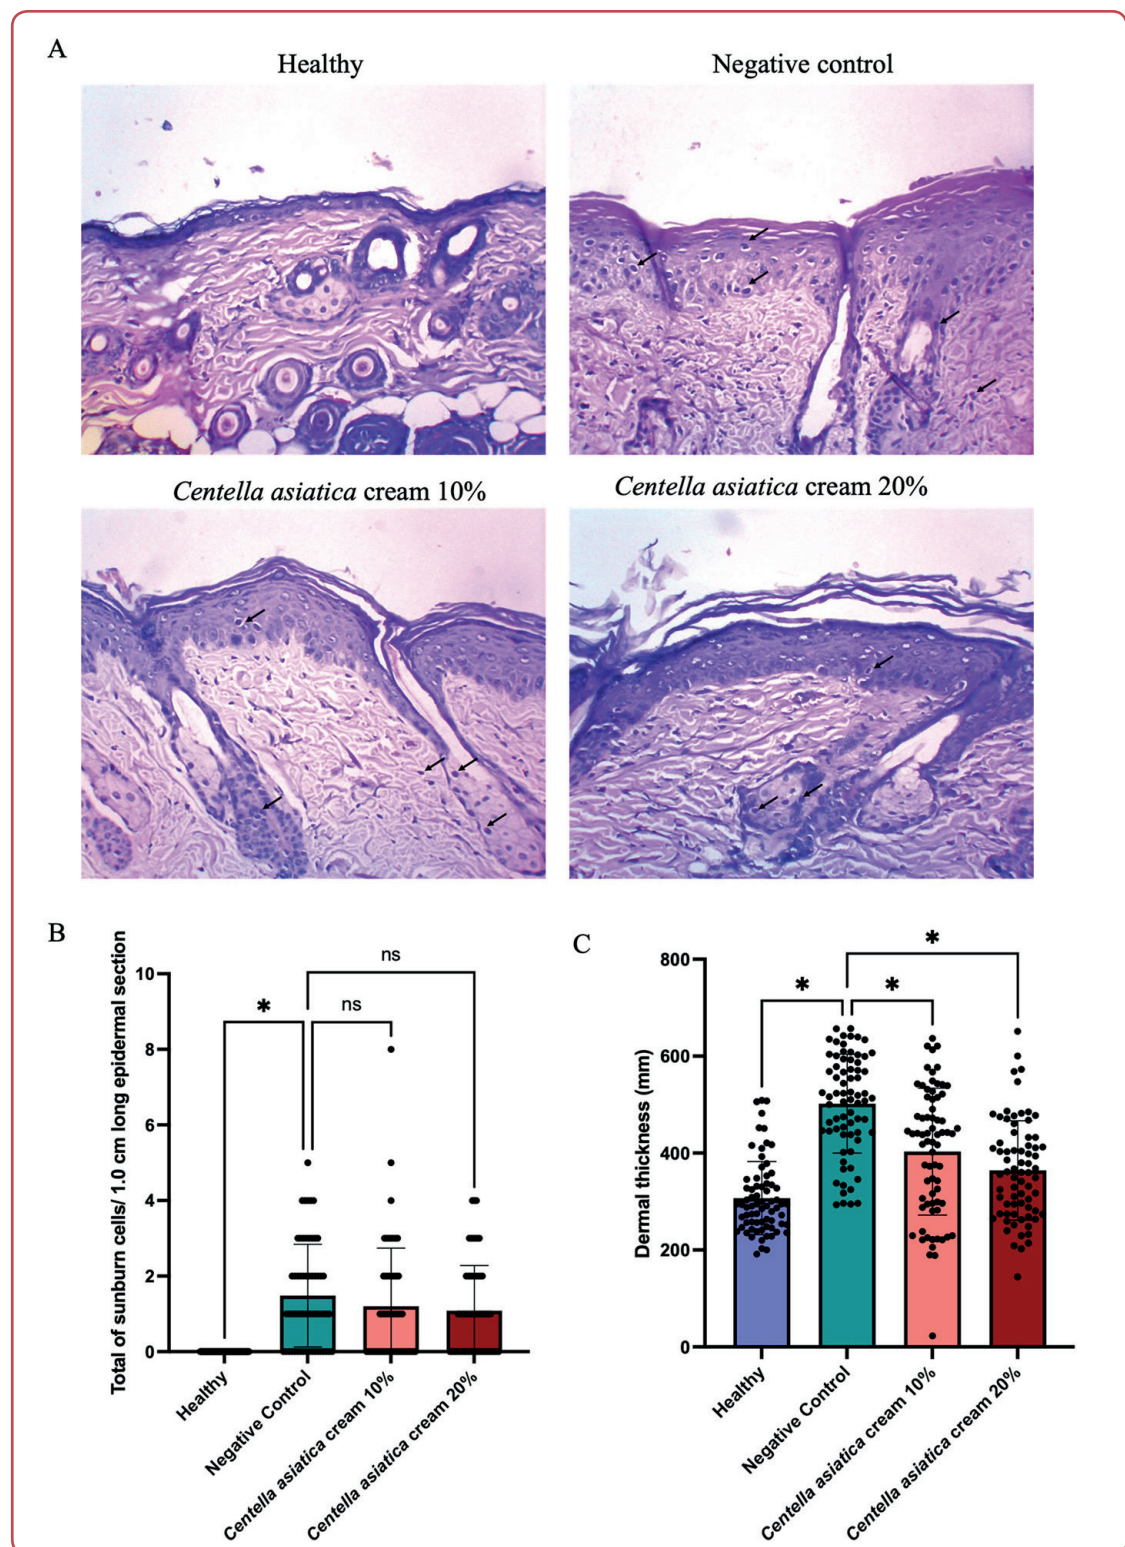 A
Healthy
Negative control
Centella asiatica cream 10%
Centella asiatica cream 20%
B
Total of sunburn cells/ 1.0 cm long epidermal section
10
8
6
4
2
0
*
ns
ns
Healthy
Negative Control
Centella asiatica cream 10%
Centella asiatica cream 20%
C
Dermal thickness (mm)
800
600
400
200
0
*
*
*
Healthy
Negative Control
Centella asiatica cream 10%
Centella asiatica cream 20%